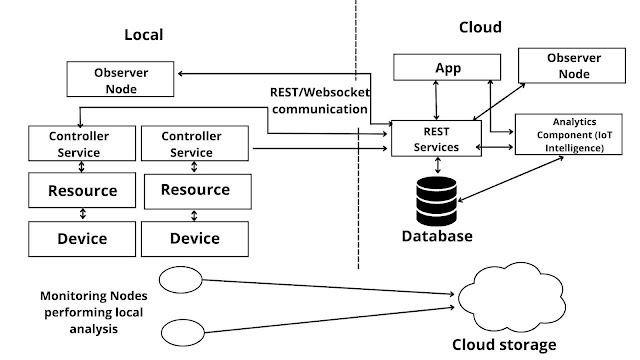 Local
Cloud
Observer
Node
REST/Websocket
communication
App
Observer
Node
Controller
Service
Controller
Service
REST
Services
Analytics
Component (IoT
Intelligence)
Resource
Resource
Device
Device
Database
Monitoring Nodes
performing local
analysis
Cloud storage